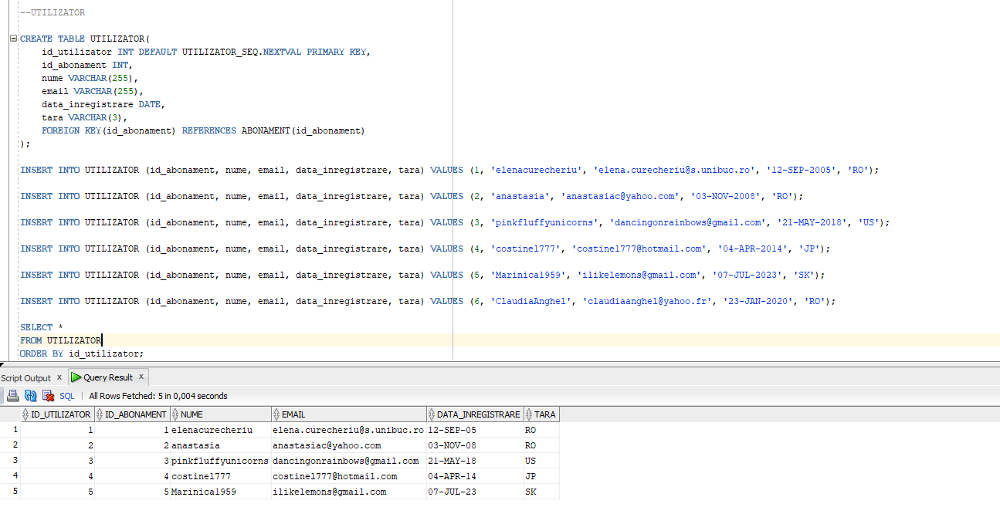 --UTILIZATOR
CREATE TABLE UTILIZATOR(
id_utilizator INT DEFAULT UTILIZATOR_SEQ.NEXTVAL PRIMARY KEY,
id_abonament INT,
nume VARCHAR(255),
email VARCHAR(255),
data_inregistrare DATE,
tara VARCHAR(3),
FOREIGN KEY(id_abonament) REFERENCES ABONAMENT(id_abonament)
);
INSERT INTO UTILIZATOR (id_abonament, nume, email, data_inregistrare, tara) VALUES (1, 'elenacurecheriu', 'elena.curecheriu@s.unibuc.ro', '12-SEP-2005', 'RO');
INSERT INTO UTILIZATOR (id_abonament, nume, email, data_inregistrare, tara) VALUES (2, 'anastasia', 'anastasiac@yahoo.com', '03-NOV-2008', 'RO');
INSERT INTO UTILIZATOR (id_abonament, nume, email, data_inregistrare, tara) VALUES (3, 'pinkfluffyunicorns', 'dancingonrainbows@gmail.com', '21-MAY-2018', 'US');
INSERT INTO UTILIZATOR (id_abonament, nume, email, data_inregistrare, tara) VALUES (4, 'costinel777', 'costinel777@hotmail.com', '04-APR-2014', 'JP');
INSERT INTO UTILIZATOR (id_abonament, nume, email, data_inregistrare, tara) VALUES (5, 'Marinica1959', 'ilikelemons@gmail.com', '07-JUL-2023', 'SK');
INSERT INTO UTILIZATOR (id_abonament, nume, email, data_inregistrare, tara) VALUES (6, 'ClaudiaAnghel', 'claudiaanghel@yahoo.fr', '23-JAN-2020', 'RO');
SELECT *
FROM UTILIZATOR
ORDER BY id_utilizator;
Script Output x Query Result x
SQL | All Rows Fetched: 5 in 0,004 seconds
ID_UTILIZATOR ID_ABONAMENT NUME EMAIL DATA_INREGISTRARE TARA
1 1 1 elenacurecheriu elena.curecheriu@s.unibuc.ro 12-SEP-05 RO
2 2 2 anastasia anastasiac@yahoo.com 03-NOV-08 RO
3 3 3 pinkfluffyunicorns dancingonrainbows@gmail.com 21-MAY-18 US
4 4 4 costinel777 costinel777@hotmail.com 04-APR-14 JP
5 5 5 Marinica1959 ilikelemons@gmail.com 07-JUL-23 SK